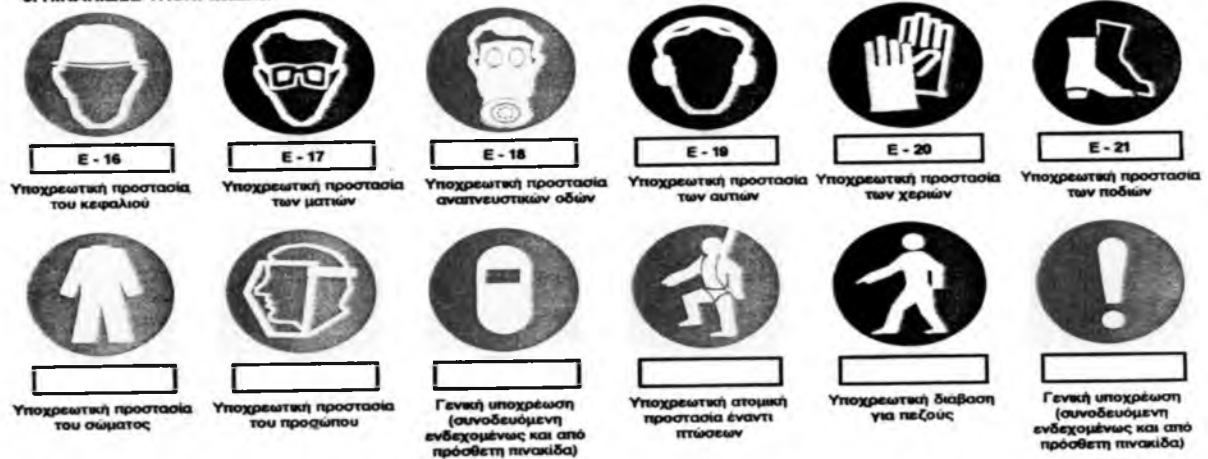 Ε - 16
Ε - 17
Ε - 18
Ε - 19
Ε - 20
Ε - 21
Υποχρεωτική προστασία
του κεφαλιού
Υποχρεωτική προστασία
των ματιών
Υποχρεωτική προστασία
αναπνευστικών οδών
Υποχρεωτική προστασία
των αυτιών
Υποχρεωτική προστασία
των χεριών
Υποχρεωτική προστασία
των ποδιών
Υποχρεωτική προστασία
του σώματος
Υποχρεωτική προστασία
του προσώπου
Γενική υποχρέωση
(συνοδευόμενη
ενδεχομένως και από
πρόσθετη πινακίδα)
Υποχρεωτική ατομική
προστασία έναντι
πτώσεων
Υποχρεωτική διάβαση
για πεζούς
Γενική υποχρέωση
(συνοδευόμενη
ενδεχομένως και από
πρόσθετη πινακίδα)